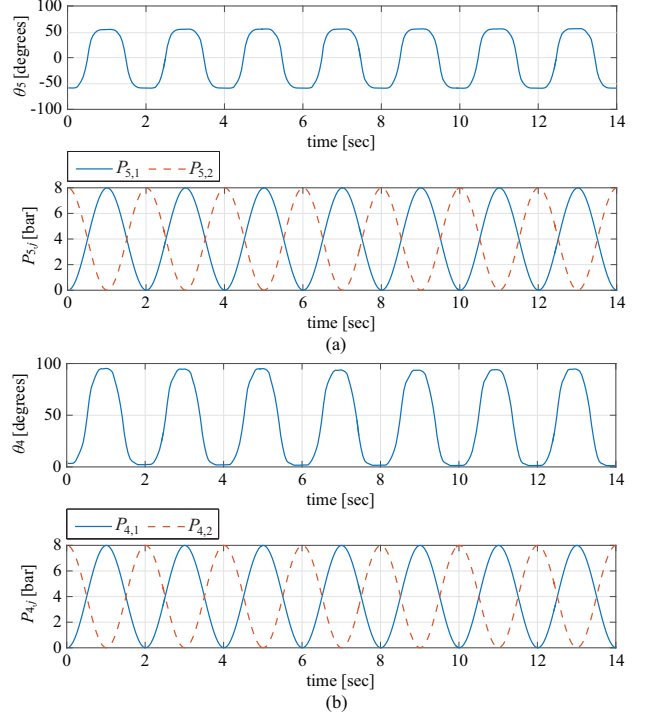 100
50
0
-50
-100
θ5 [degrees]
0 2 4 6 8 10 12 14
time [sec]
P5,1 P5,2
8
6
4
2
0
P5,j [bar]
0 2 4 6 8 10 12 14
time [sec]
(a)
100
50
0
θ4 [degrees]
0 2 4 6 8 10 12 14
time [sec]
P4,1 P4,2
8
6
4
2
0
P4,j [bar]
0 2 4 6 8 10 12 14
time [sec]
(b)